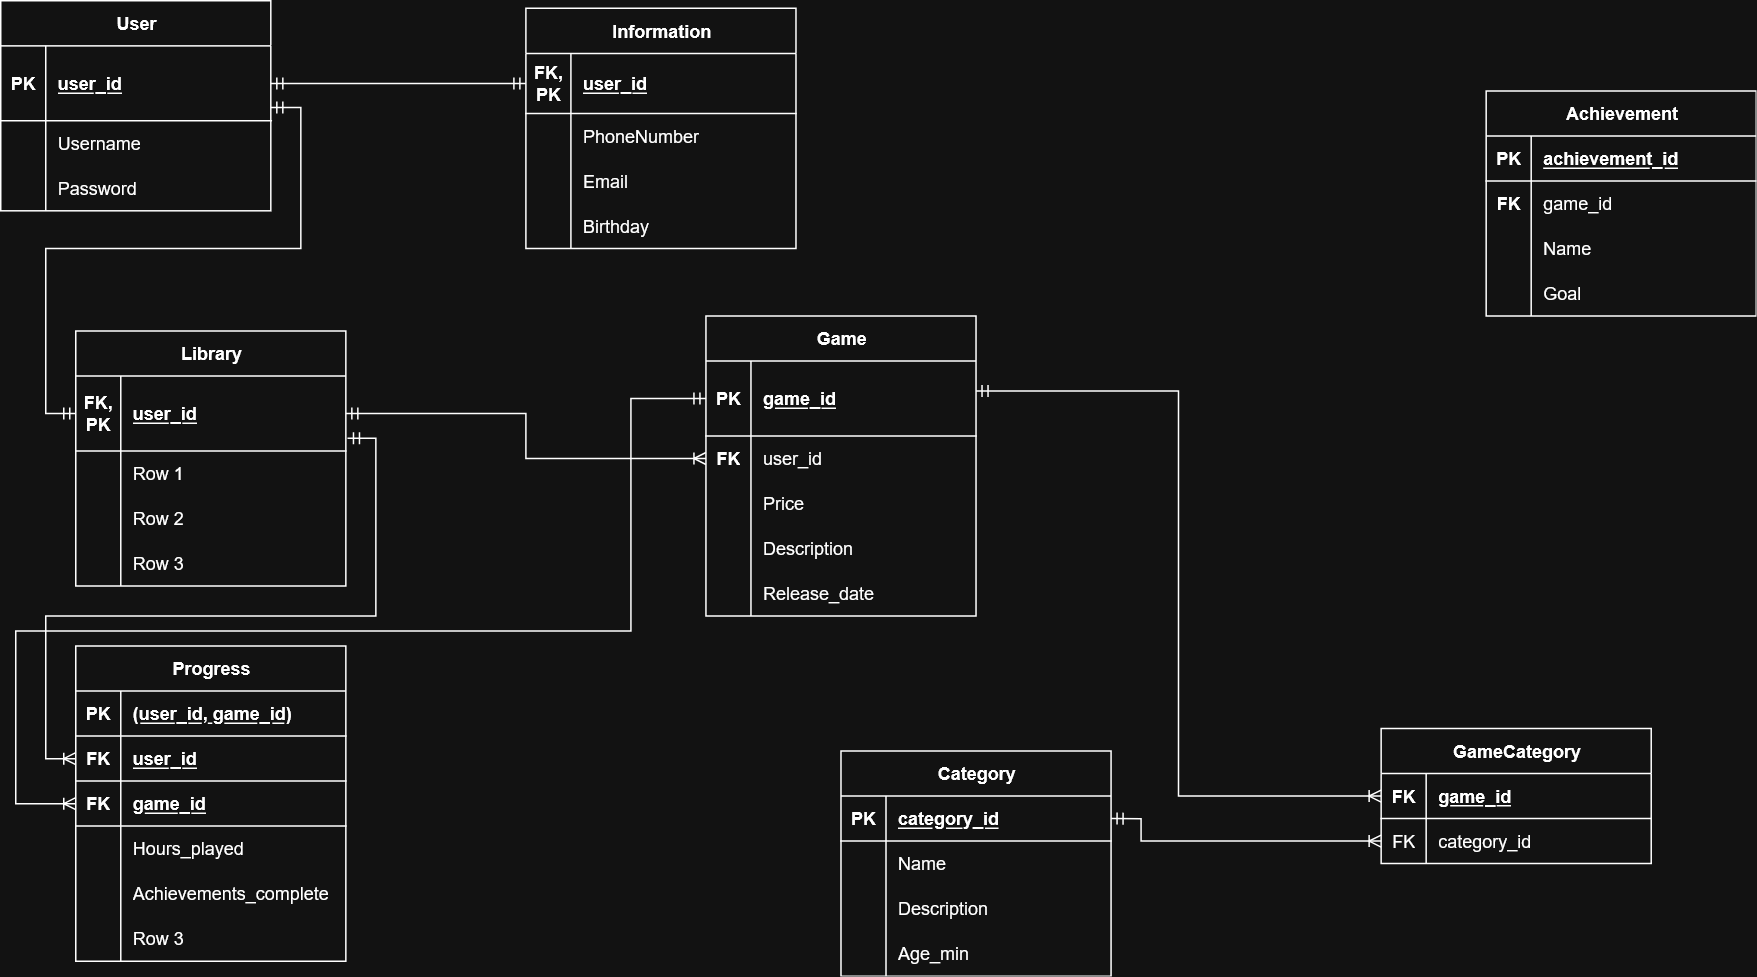 User
PK user_id
Username
Password
Information
FK,
PK
user_id
PhoneNumber
Email
Birthday
Achievement
PK achievement_id
FK game_id
Name
Goal
Library
FK,
PK
user_id
Row 1
Row 2
Row 3
Game
PK game_id
FK user_id
Price
Description
Release_date
Progress
PK (user_id, game_id)
FK user_id
FK game_id
Hours_played
Achievements_complete
Row 3
Category
PK category_id
Name
Description
Age_min
GameCategory
FK game_id
FK category_id